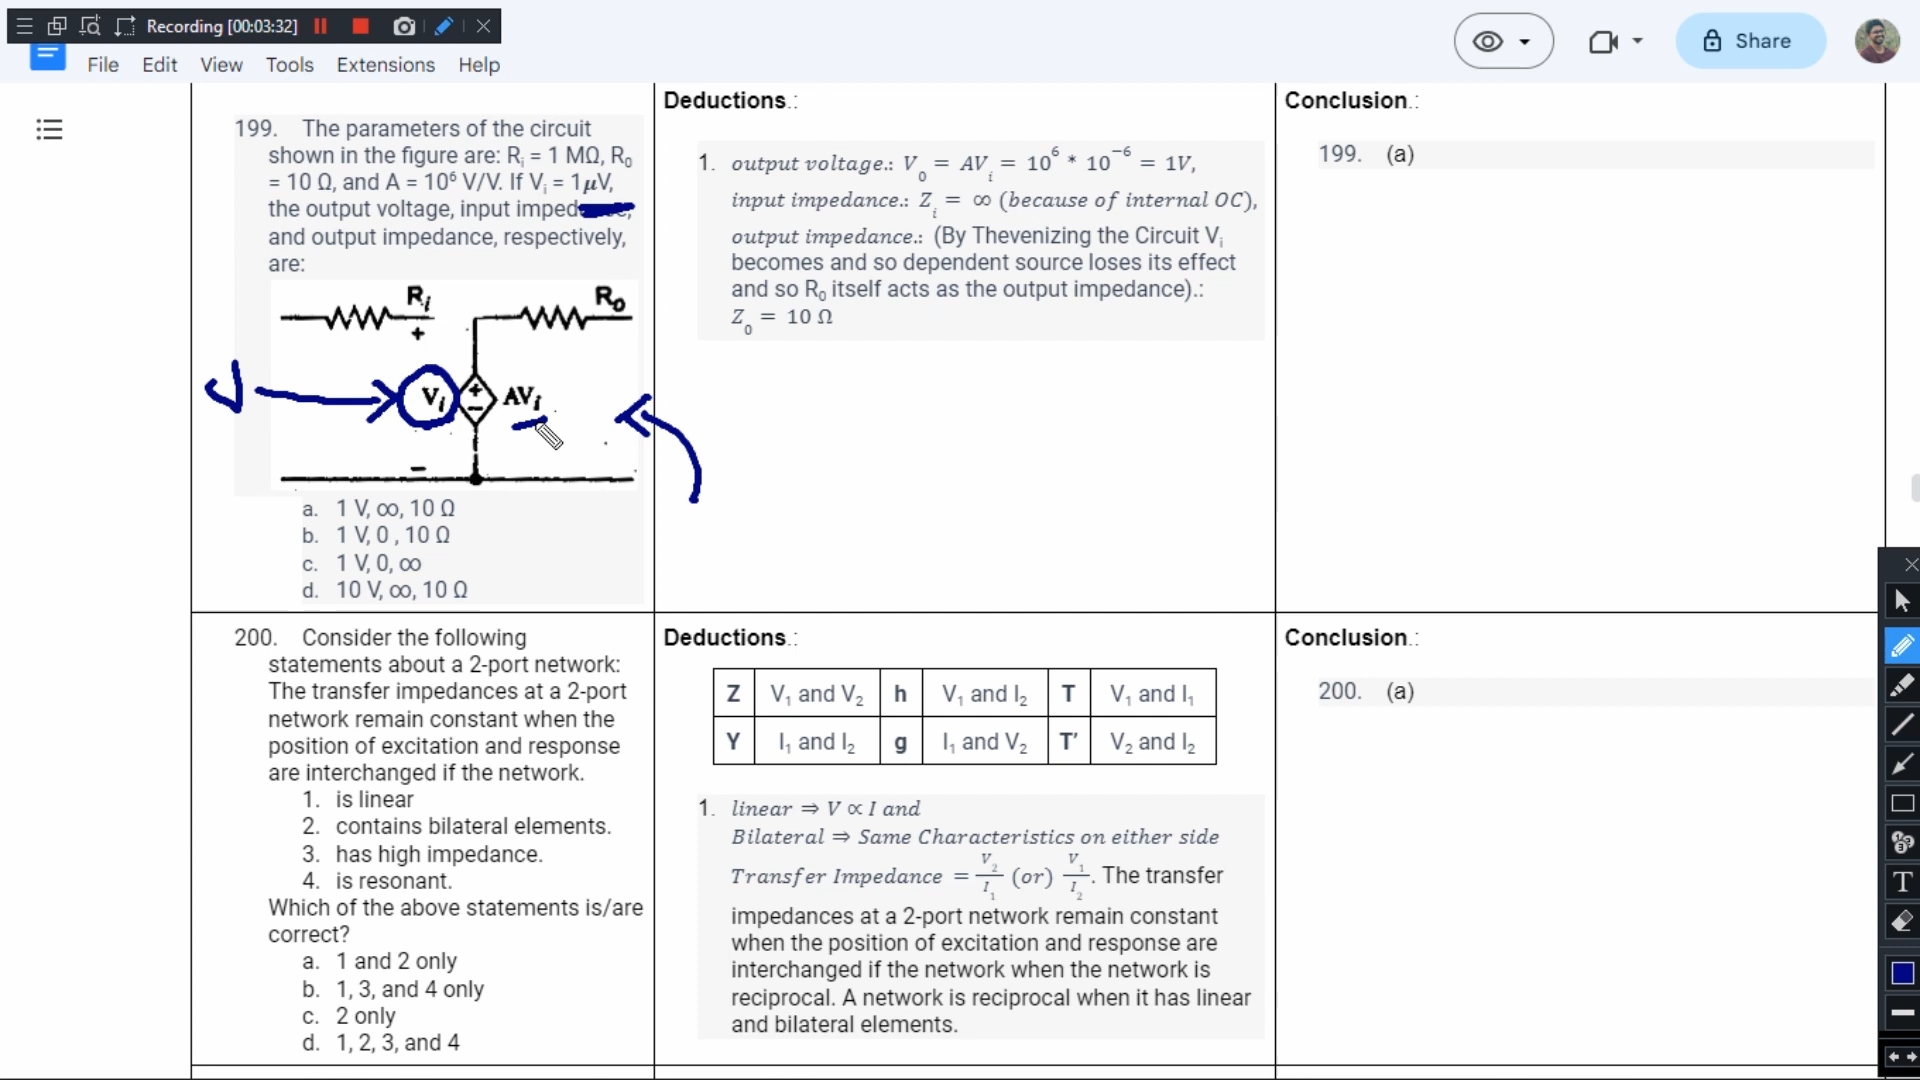 Recording [00:03:32]
File Edit View Tools Extensions Help
Share
199. The parameters of the circuit
shown in the figure are: Rᵢ = 1 MΩ, R₀
= 10 Ω, and A = 10⁶ V/V. If Vᵢ = 1μV,
the output voltage, input imped
and output impedance, respectively,
are:
Rᵢ
R₀
+
Vᵢ
+
−
AVᵢ
−
a. 1 V, ∞, 10 Ω
b. 1 V, 0 , 10 Ω
c. 1 V, 0, ∞
d. 10 V, ∞, 10 Ω
Deductions.:
1. output voltage.: V₀ = AVᵢ = 10⁶ * 10⁻⁶ = 1V,
input impedance.: Zᵢ = ∞ (because of internal OC),
output impedance.: (By Thevenizing the Circuit Vᵢ
becomes and so dependent source loses its effect
and so R₀ itself acts as the output impedance).:
Z₀ = 10 Ω
Conclusion.:
199. (a)
200. Consider the following
statements about a 2-port network:
The transfer impedances at a 2-port
network remain constant when the
position of excitation and response
are interchanged if the network.
1. is linear
2. contains bilateral elements.
3. has high impedance.
4. is resonant.
Which of the above statements is/are
correct?
a. 1 and 2 only
b. 1, 3, and 4 only
c. 2 only
d. 1, 2, 3, and 4
Deductions.:
Z V₁ and V₂ h V₁ and I₂ T V₁ and I₁
Y I₁ and I₂ g I₁ and V₂ T' V₂ and I₂
1. linear ⇒ V ∝ I and
Bilateral ⇒ Same Characteristics on either side
Transfer Impedance = V₂/I₁ (or) V₁/I₂. The transfer
impedances at a 2-port network remain constant
when the position of excitation and response are
interchanged if the network when the network is
reciprocal. A network is reciprocal when it has linear
and bilateral elements.
Conclusion.:
200. (a)